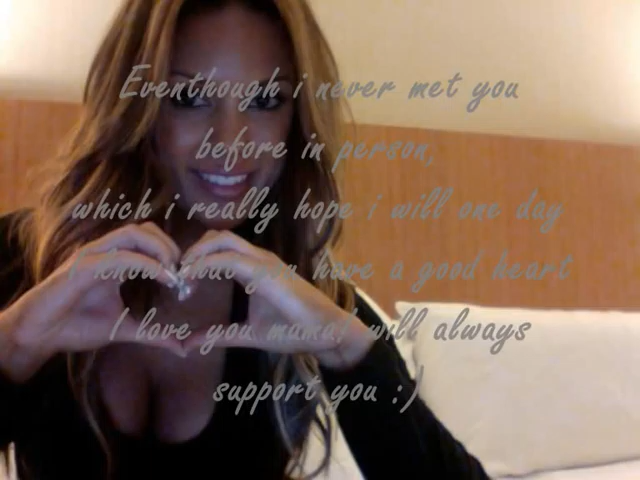 Eventhough i never met you
before in person,
which i really hope i will one day
I know that you have a good heart
I love you mama! will always
support you :)